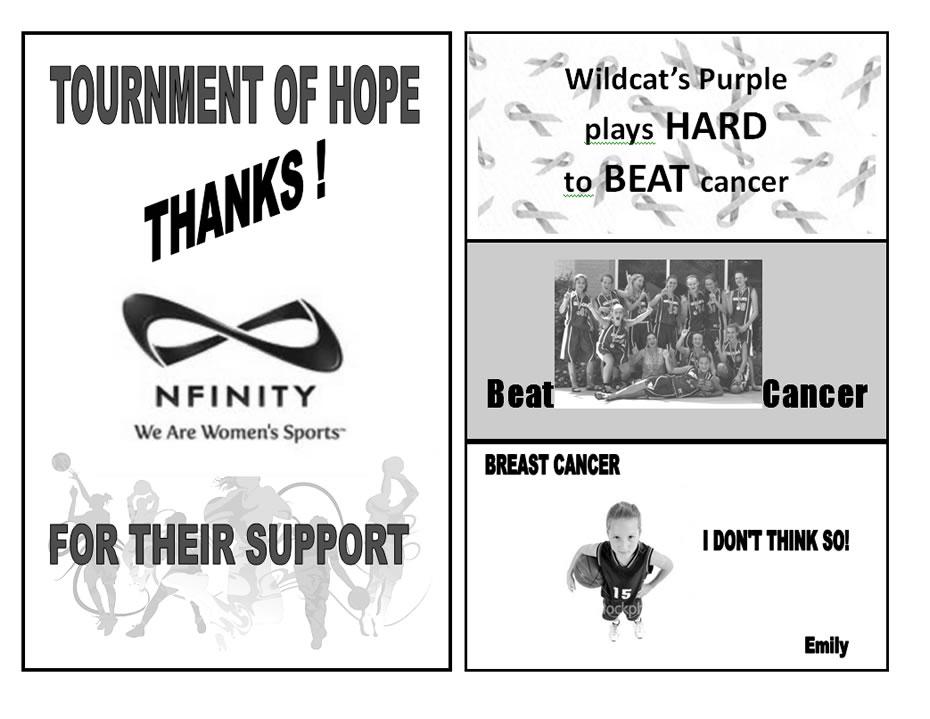 TOURNMENT OF HOPE
THANKS !
NFINITY
We Are Women's Sports™
FOR THEIR SUPPORT
Wildcat's Purple
plays HARD
to BEAT cancer
Beat
Cancer
BREAST CANCER
I DON'T THINK SO!
15
Emily